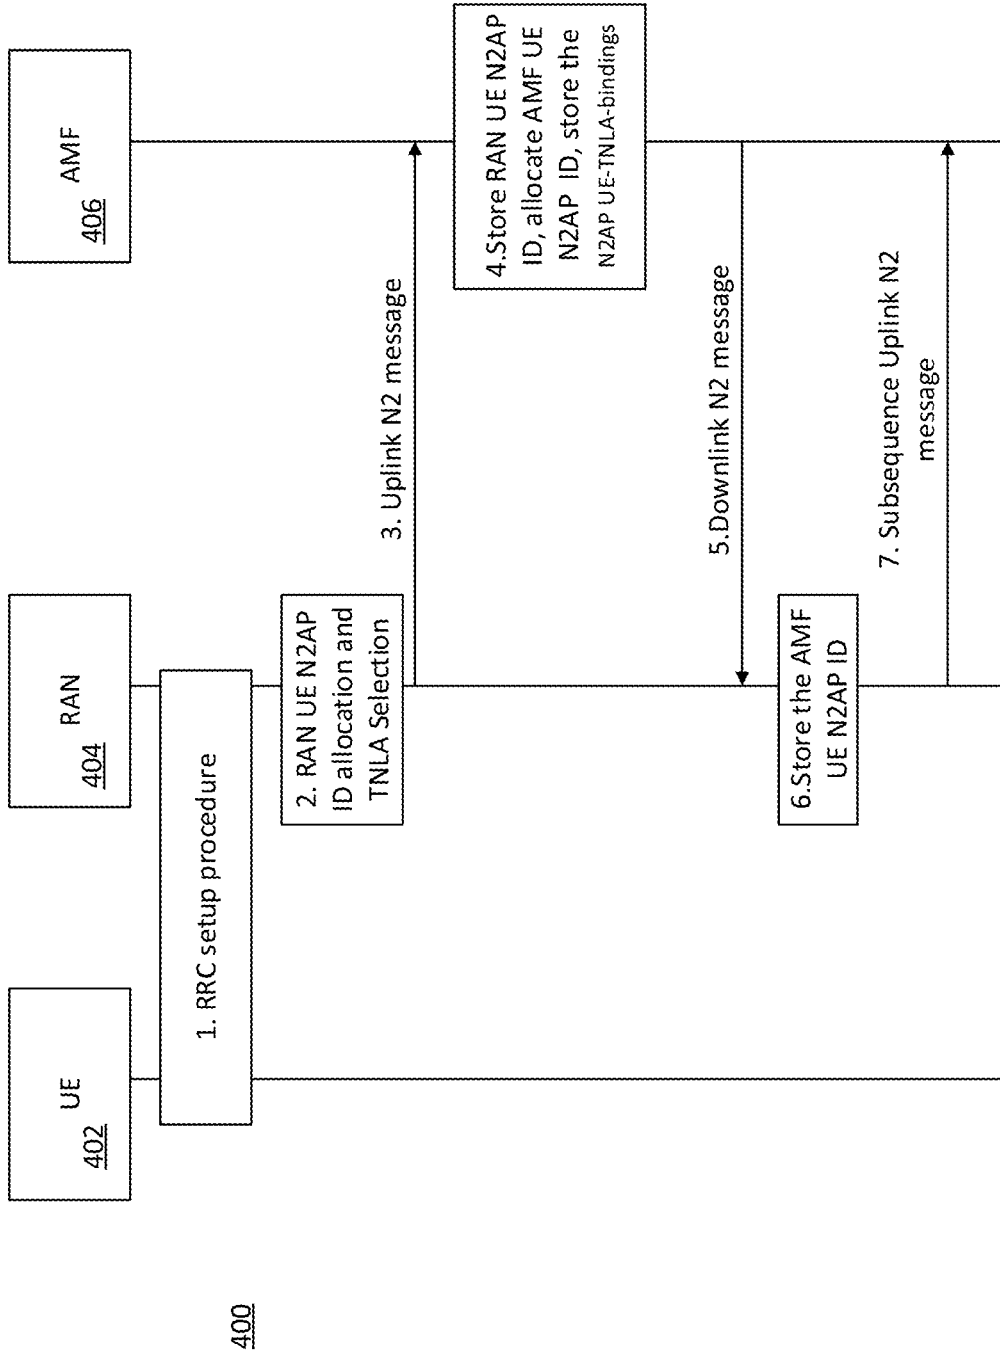 400
UE
402
RAN
404
AMF
406
1. RRC setup procedure
2. RAN UE N2AP
ID allocation and
TNLA Selection
3. Uplink N2 message
4.Store RAN UE N2AP
ID, allocate AMF UE
N2AP ID, store the
N2AP UE-TNLA-bindings
5.Downlink N2 message
6.Store the AMF
UE N2AP ID
7. Subsequence Uplink N2
message